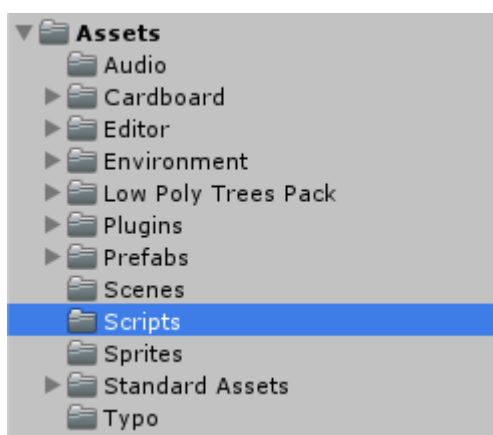 Assets
Audio
Cardboard
Editor
Environment
Low Poly Trees Pack
Plugins
Prefabs
Scenes
Scripts
Sprites
Standard Assets
Typo